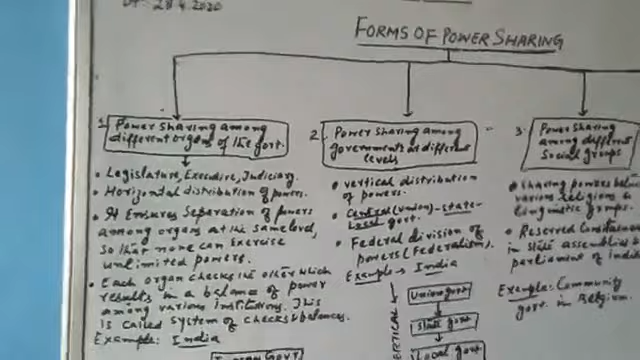 DT: 28.4.2020
FORMS OF POWER SHARING
1. Power sharing among
different organs of the govt.
• Legislature, Executive, Judiciary.
• Horizontal distribution of powers.
• It Ensures Separation of powers
among organs at the same level,
So that none can exercise
unlimited powers.
• Each organ checks the other which
results in a balance of power
among various institutions. This
is called system of checks & balances.
Example: India
2. Power sharing among
governments at different
levels
• vertical distribution
of powers.
• Central (Union) - state -
Local govt.
• Federal division of
powers (Federalism).
Example → India
Union govt
State govt
Local govt
3. Power sharing
among different
Social groups
• Sharing powers
various religions &
linguistic groups.
• Reserved
in state assemblies &
parliament of India
Example: Community
govt. in Belgium.